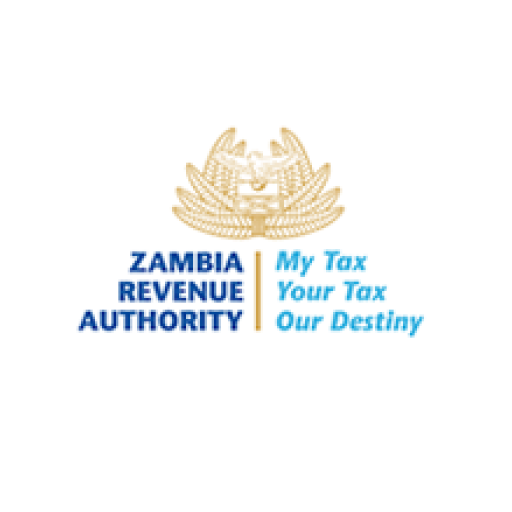 ZAMBIA
REVENUE
AUTHORITY
My Tax
Your Tax
Our Destiny